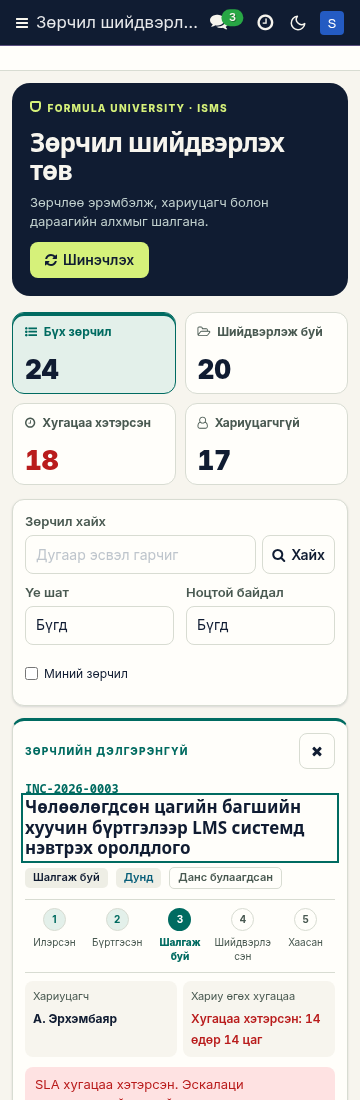 Зөрчил шийдвэрл...
3
S
FORMULA UNIVERSITY · ISMS
Зөрчил шийдвэрлэх
төв
Зөрчлөө эрэмбэлж, хариуцагч болон
дараагийн алхмыг шалгана.
Шинэчлэх
Бүх зөрчил
24
Шийдвэрлэж буй
20
Хугацаа хэтэрсэн
18
Хариуцагчгүй
17
Зөрчил хайх
Дугаар эсвэл гарчиг
Хайх
Үе шат
Ноцтой байдал
Бүгд
Бүгд
Миний зөрчил
ЗӨРЧЛИЙН ДЭЛГЭРЭНГҮЙ
INC-2026-0003
Чөлөөлөгдсөн цагийн багшийн
хуучин бүртгэлээр LMS системд
нэвтрэх оролдлого
Шалгаж буй
Дунд
Данс булаагдсан
1
2
3
4
5
Илэрсэн
Бүртгэсэн
Шалгаж
буй
Шийдвэрлэ
сэн
Хаасан
Хариуцагч
А. Эрхэмбаяр
Хариу өгөх хугацаа
Хугацаа хэтэрсэн: 14
өдөр 14 цаг
SLA хугацаа хэтэрсэн. Эскалаци